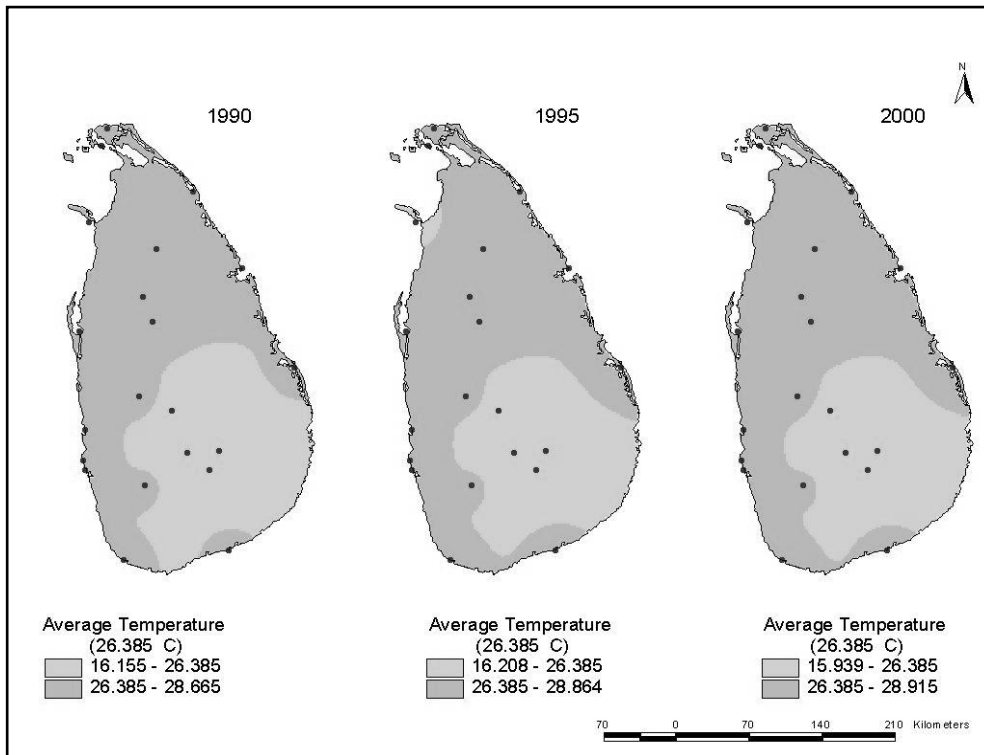 N
1990
1995
2000
Average Temperature
(26.385 C)
16.155 - 26.385
26.385 - 28.665
Average Temperature
(26.385 C)
16.208 - 26.385
26.385 - 28.864
Average Temperature
(26.385 C)
15.939 - 26.385
26.385 - 28.915
70 0 70 140 210 Kilometers